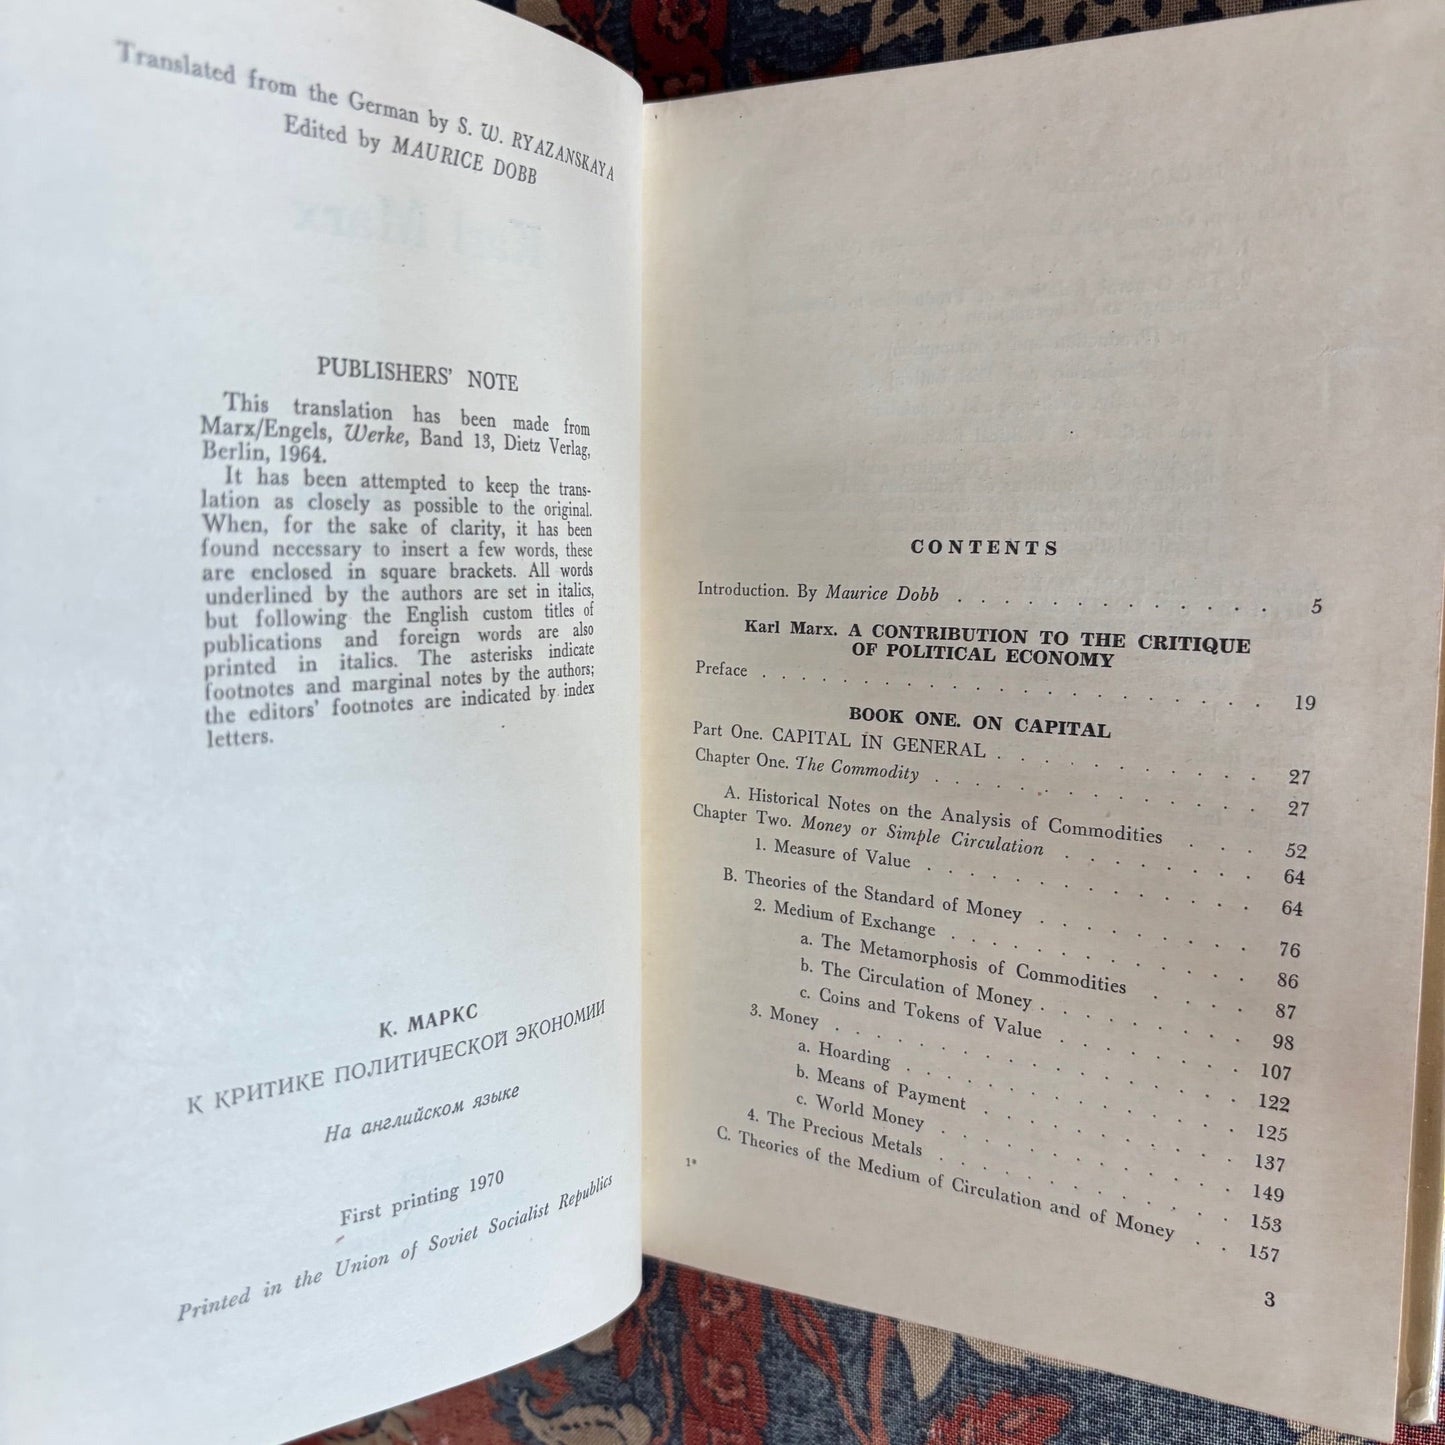 Translated from the German by S. W. RYAZANSKAYA
Edited by MAURICE DOBB
PUBLISHERS' NOTE
This translation has been made from
Marx/Engels, Werke, Band 13, Dietz Verlag,
Berlin, 1964.
It has been attempted to keep the trans-
lation as closely as possible to the original.
When, for the sake of clarity, it has been
found necessary to insert a few words, these
are enclosed in square brackets. All words
underlined by the authors are set in italics,
but following the English custom titles of
publications and foreign words are also
printed in italics. The asterisks indicate
footnotes and marginal notes by the authors;
the editors' footnotes are indicated by index
letters.
К. МАРКС
К КРИТИКЕ ПОЛИТИЧЕСКОЙ ЭКОНОМИИ
На английском языке
First printing 1970
Printed in the Union of Soviet Socialist Republics
CONTENTS
Introduction. By Maurice Dobb . . . . . . . . . . . . . . 5
Karl Marx. A CONTRIBUTION TO THE CRITIQUE
OF POLITICAL ECONOMY
Preface . . . . . . . . . . . . . . . . . . . . 19
BOOK ONE. ON CAPITAL
Part One. CAPITAL IN GENERAL . . . . . . . . . . . . 27
Chapter One. The Commodity . . . . . . . . . . . . . . 27
A. Historical Notes on the Analysis of Commodities . . . 52
Chapter Two. Money or Simple Circulation . . . . . . . . 64
1. Measure of Value . . . . . . . . . . . . . . 64
B. Theories of the Standard of Money . . . . . . . . 76
2. Medium of Exchange . . . . . . . . . . . . . 86
a. The Metamorphosis of Commodities . . . . 87
b. The Circulation of Money . . . . . . . . 98
c. Coins and Tokens of Value . . . . . . . 107
3. Money . . . . . . . . . . . . . . . . . 122
a. Hoarding . . . . . . . . . . . . . . 125
b. Means of Payment . . . . . . . . . . 137
c. World Money . . . . . . . . . . . . 149
4. The Precious Metals . . . . . . . . . . . . 153
C. Theories of the Medium of Circulation and of Money . . 157
1*
3